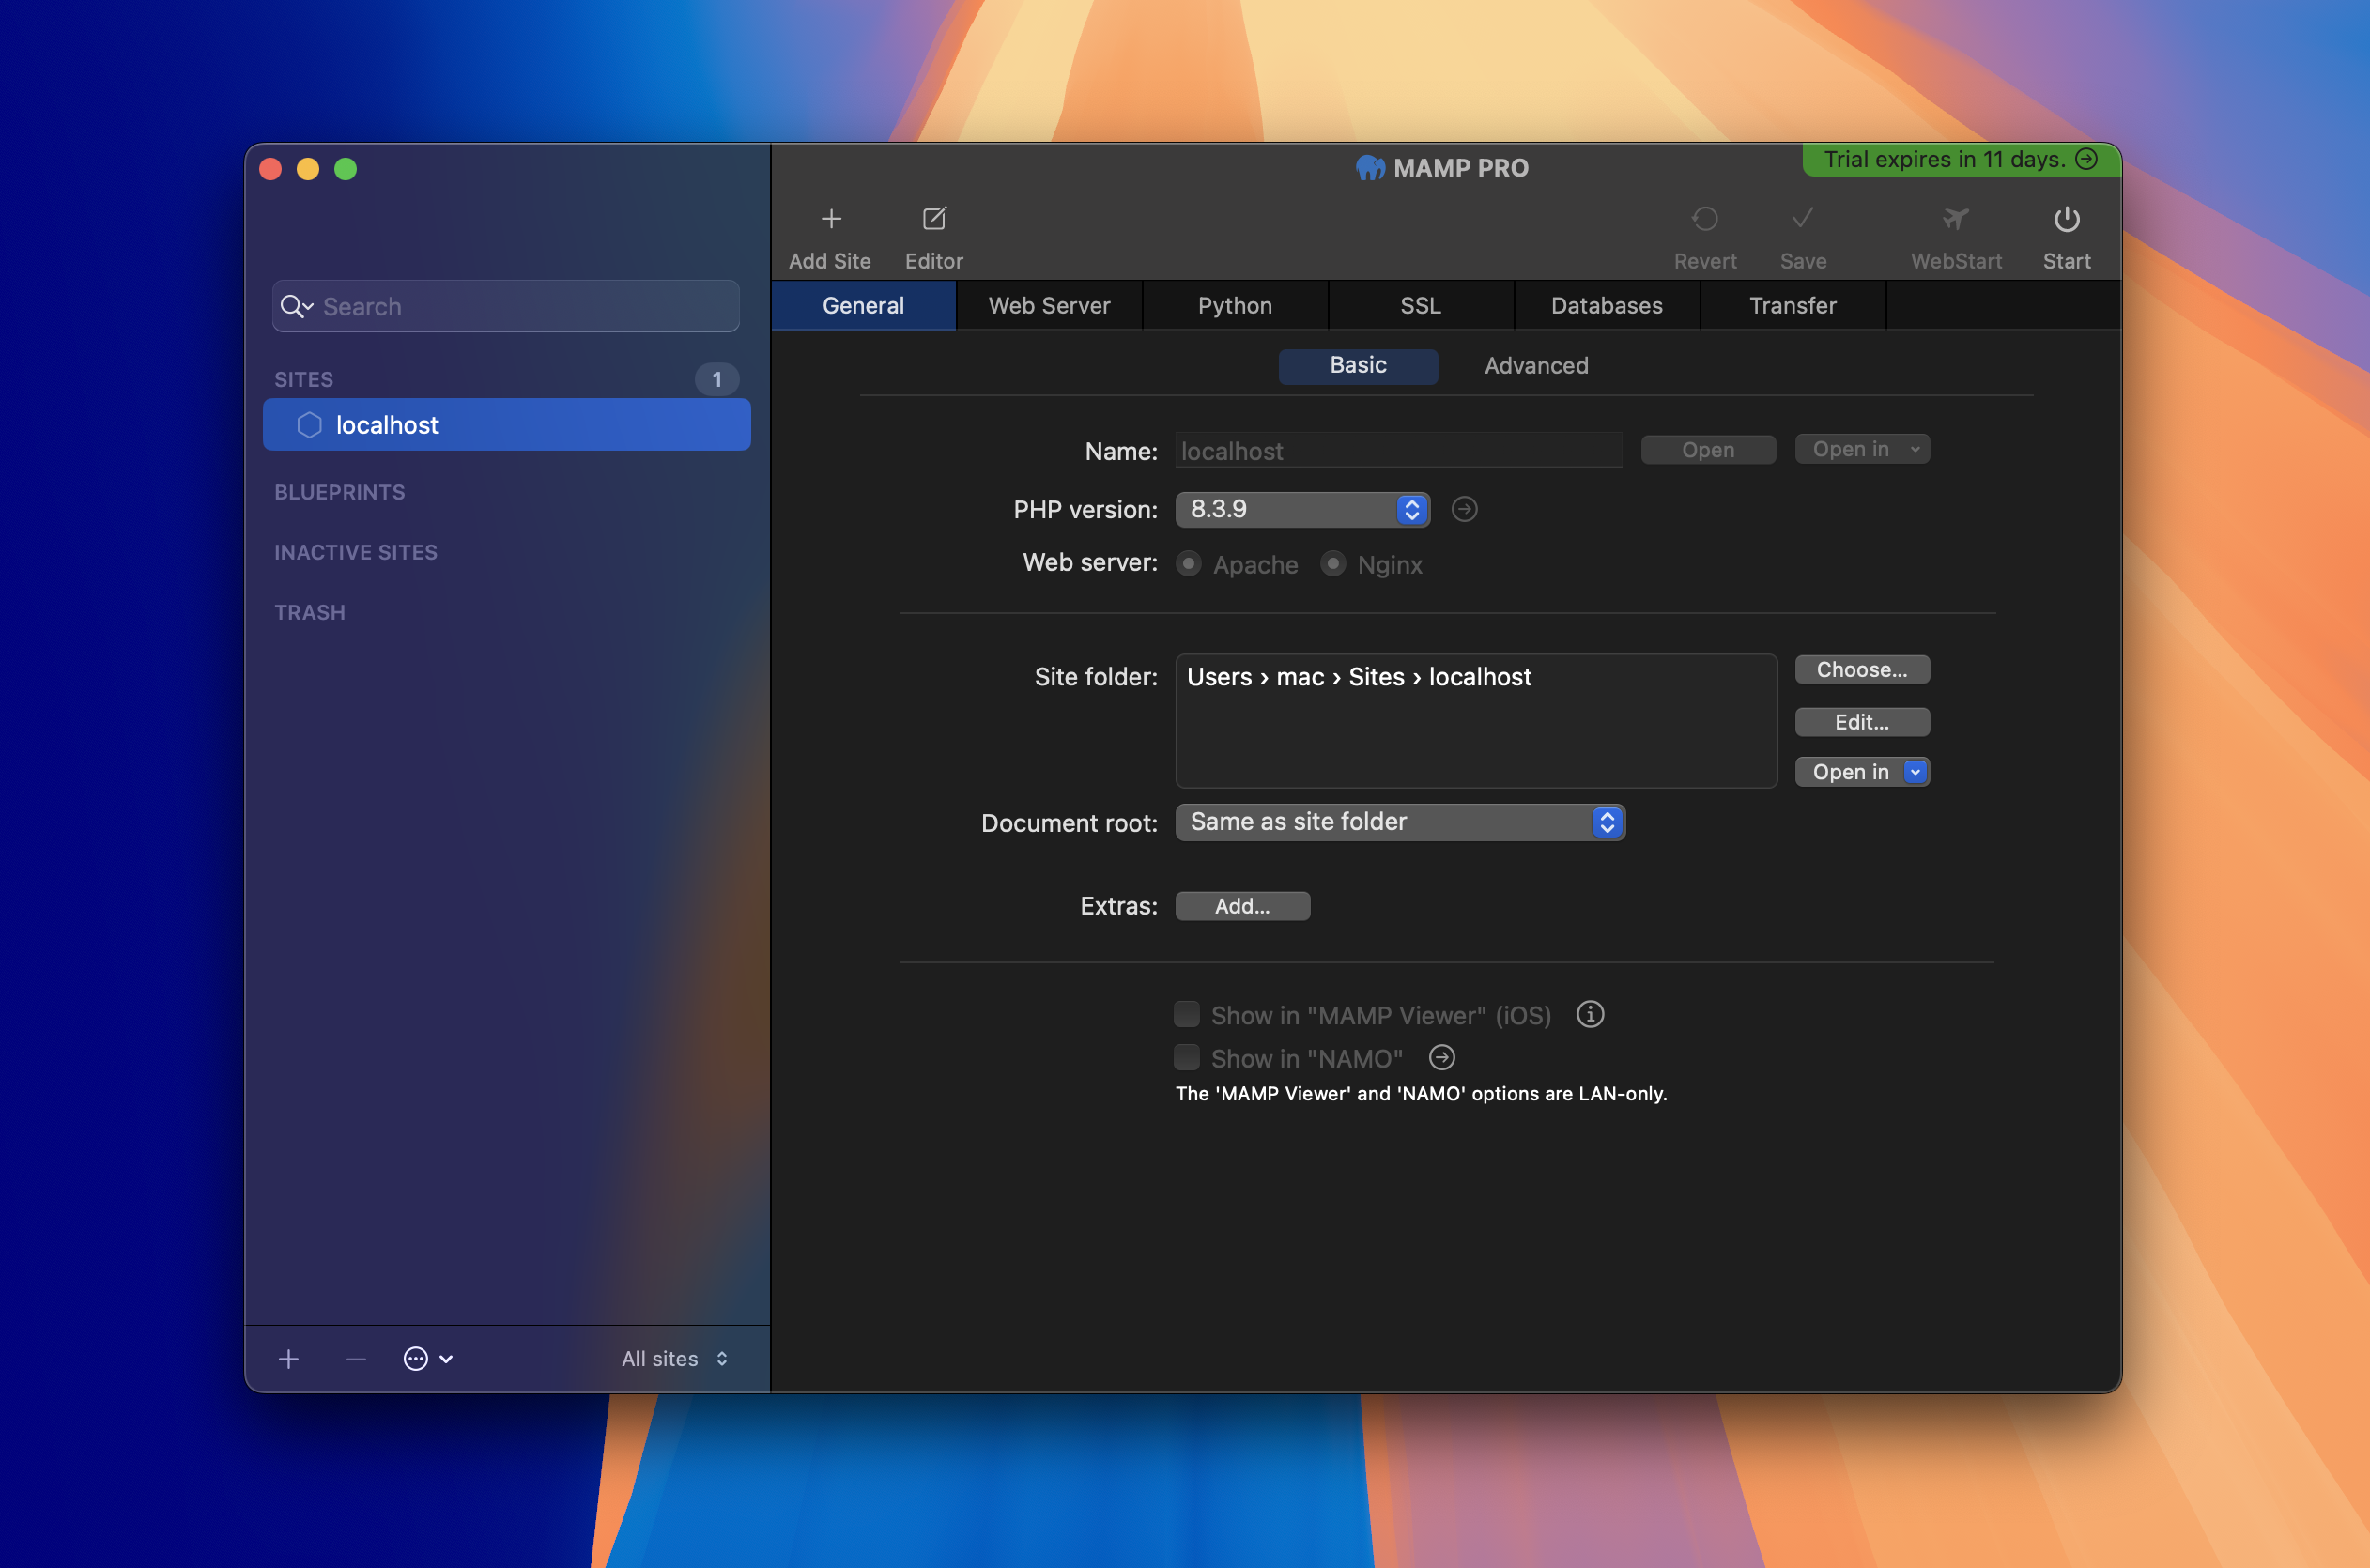 MAMP PRO
Trial expires in 11 days.
Add Site
Editor
Revert
Save
WebStart
Start
Search
SITES
1
localhost
BLUEPRINTS
INACTIVE SITES
TRASH
All sites
General
Web Server
Python
SSL
Databases
Transfer
Basic
Advanced
Name: localhost Open Open in
PHP version: 8.3.9
Web server: Apache Nginx
Site folder: Users › mac › Sites › localhost
Choose...
Edit...
Open in
Document root: Same as site folder
Extras: Add...
Show in "MAMP Viewer" (iOS)
Show in "NAMO"
The 'MAMP Viewer' and 'NAMO' options are LAN-only.